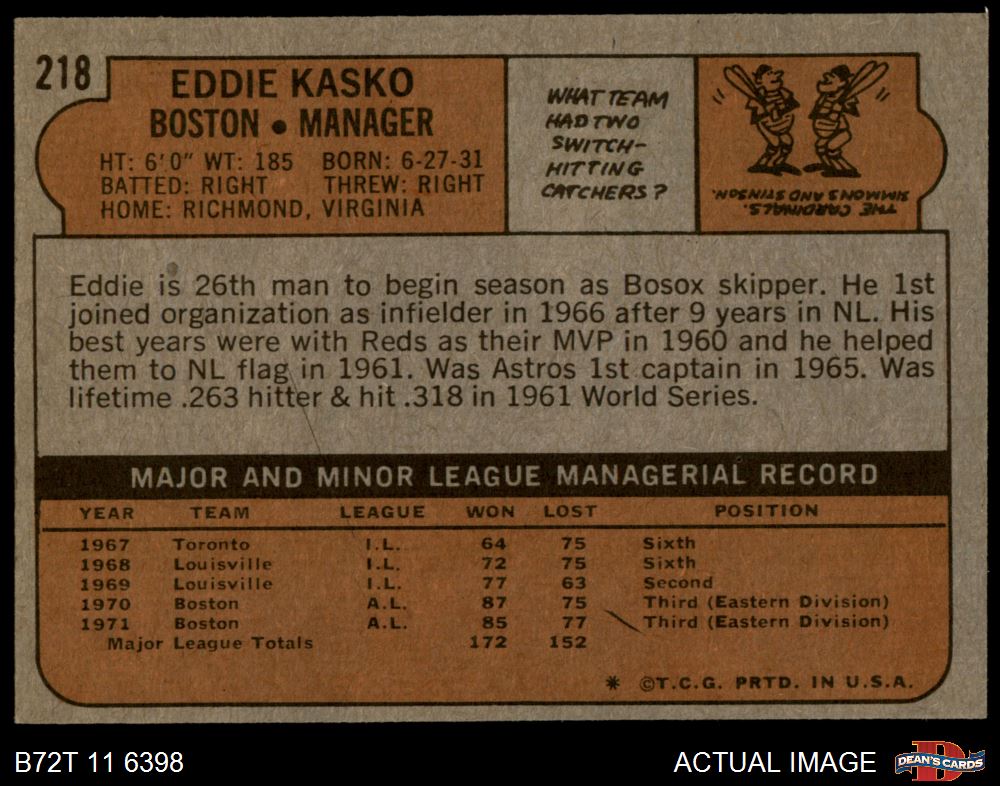 218
EDDIE KASKO
BOSTON • MANAGER
HT: 6'0" WT: 185 BORN: 6-27-31
BATTED: RIGHT THREW: RIGHT
HOME: RICHMOND, VIRGINIA
WHAT TEAM
HAD TWO
SWITCH-
HITTING
CATCHERS?
THE CARDINALS.
SIMMONS AND STINSON.
Eddie is 26th man to begin season as Bosox skipper. He 1st
joined organization as infielder in 1966 after 9 years in NL. His
best years were with Reds as their MVP in 1960 and he helped
them to NL flag in 1961. Was Astros 1st captain in 1965. Was
lifetime .263 hitter & hit .318 in 1961 World Series.
MAJOR AND MINOR LEAGUE MANAGERIAL RECORD
YEAR TEAM LEAGUE WON LOST POSITION
1967 Toronto I.L. 64 75 Sixth
1968 Louisville I.L. 72 75 Sixth
1969 Louisville I.L. 77 63 Second
1970 Boston A.L. 87 75 Third (Eastern Division)
1971 Boston A.L. 85 77 Third (Eastern Division)
Major League Totals 172 152
* ©T.C.G. PRTD. IN U.S.A.
B72T 11 6398
ACTUAL IMAGE
D
DEAN'S CARDS